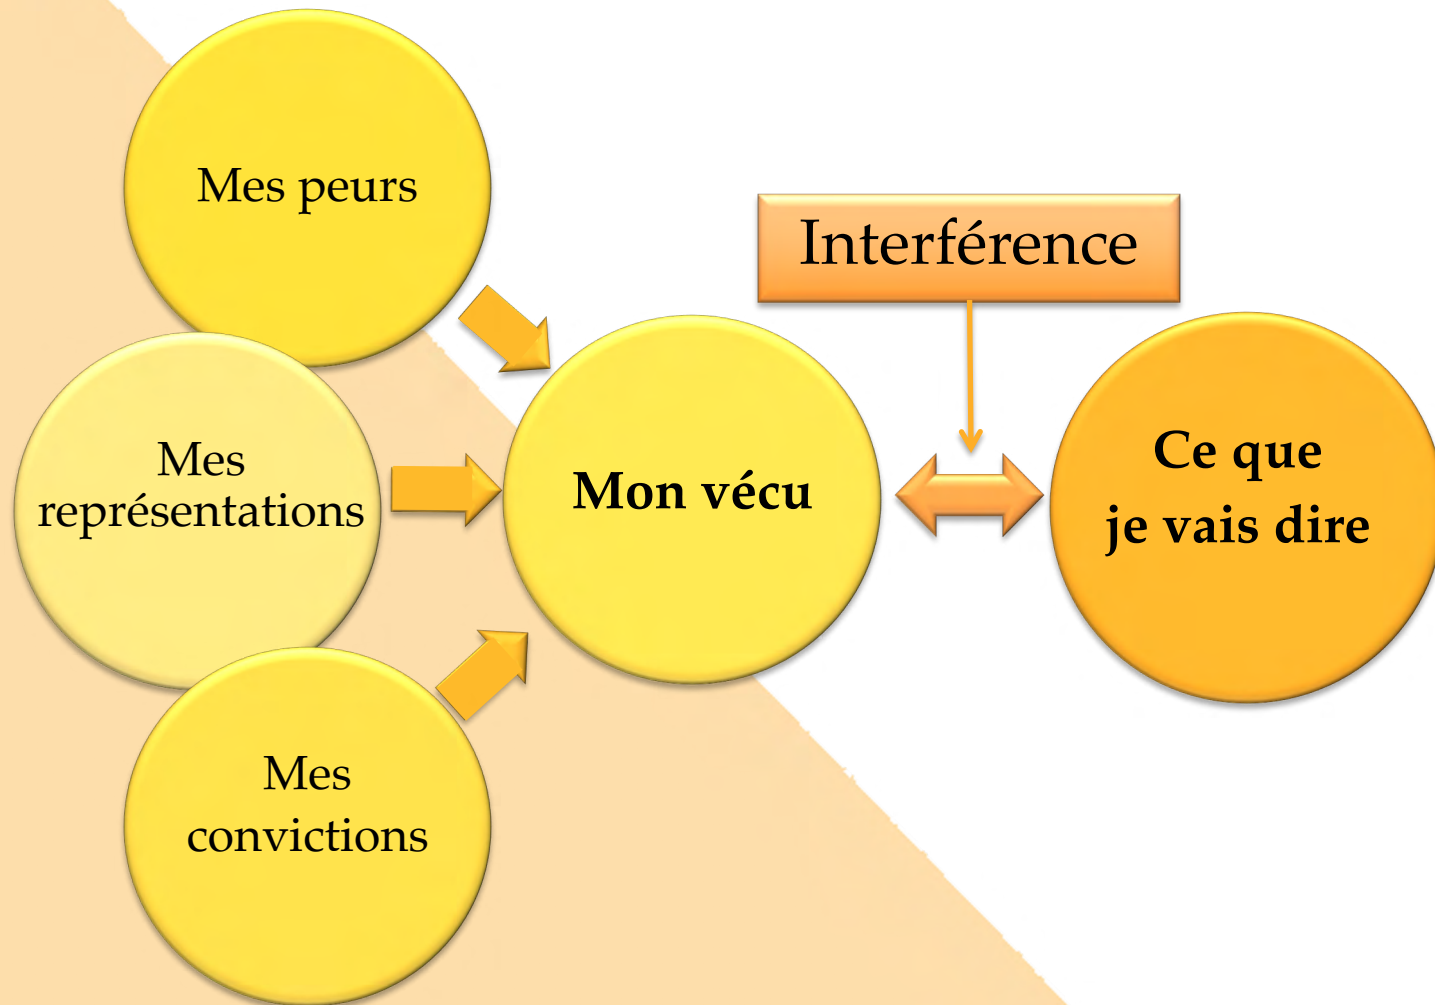 Mes peurs
Interférence
Mes
représentations
Mon vécu
Ce que
je vais dire
Mes
convictions